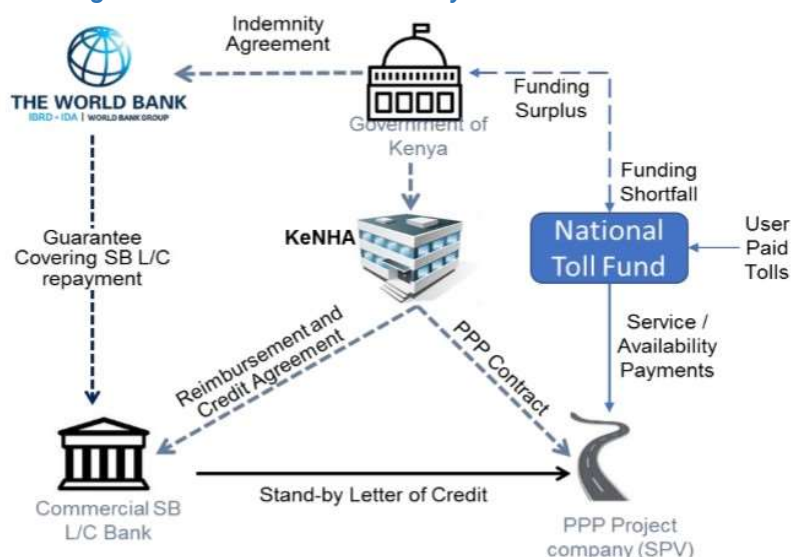 Indemnity
Agreement
THE WORLD BANK
IBRD • IDA | WORLD BANK GROUP
Government of
Kenya
Funding
Surplus
Funding
Shortfall
National
Toll Fund
User
Paid
Tolls
Guarantee
Covering SB L/C
repayment
KeNHA
Reimbursement and
Credit Agreement
PPP Contract
Service /
Availability
Payments
Commercial SB
L/C Bank
Stand-by Letter of Credit
PPP Project
company (SPV)